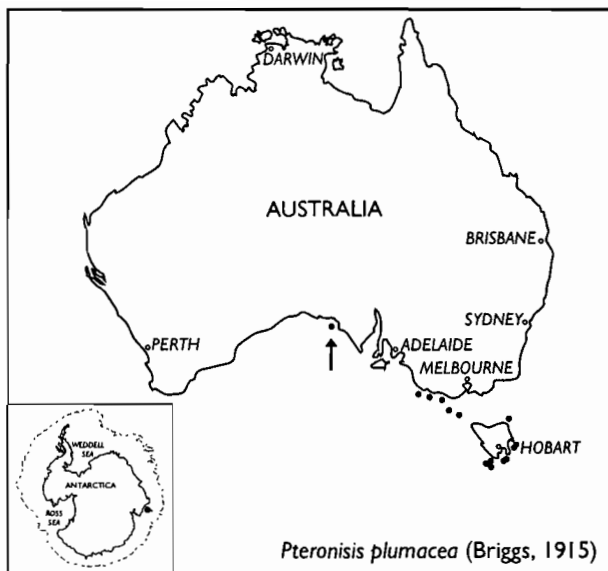 DARWIN
AUSTRALIA
BRISBANE
SYDNEY
PERTH
ADELAIDE
MELBOURNE
HOBART
WEDDELL
SEA
ANTARCTICA
ROSS
SEA
Pteronisis plumacea (Briggs, 1915)